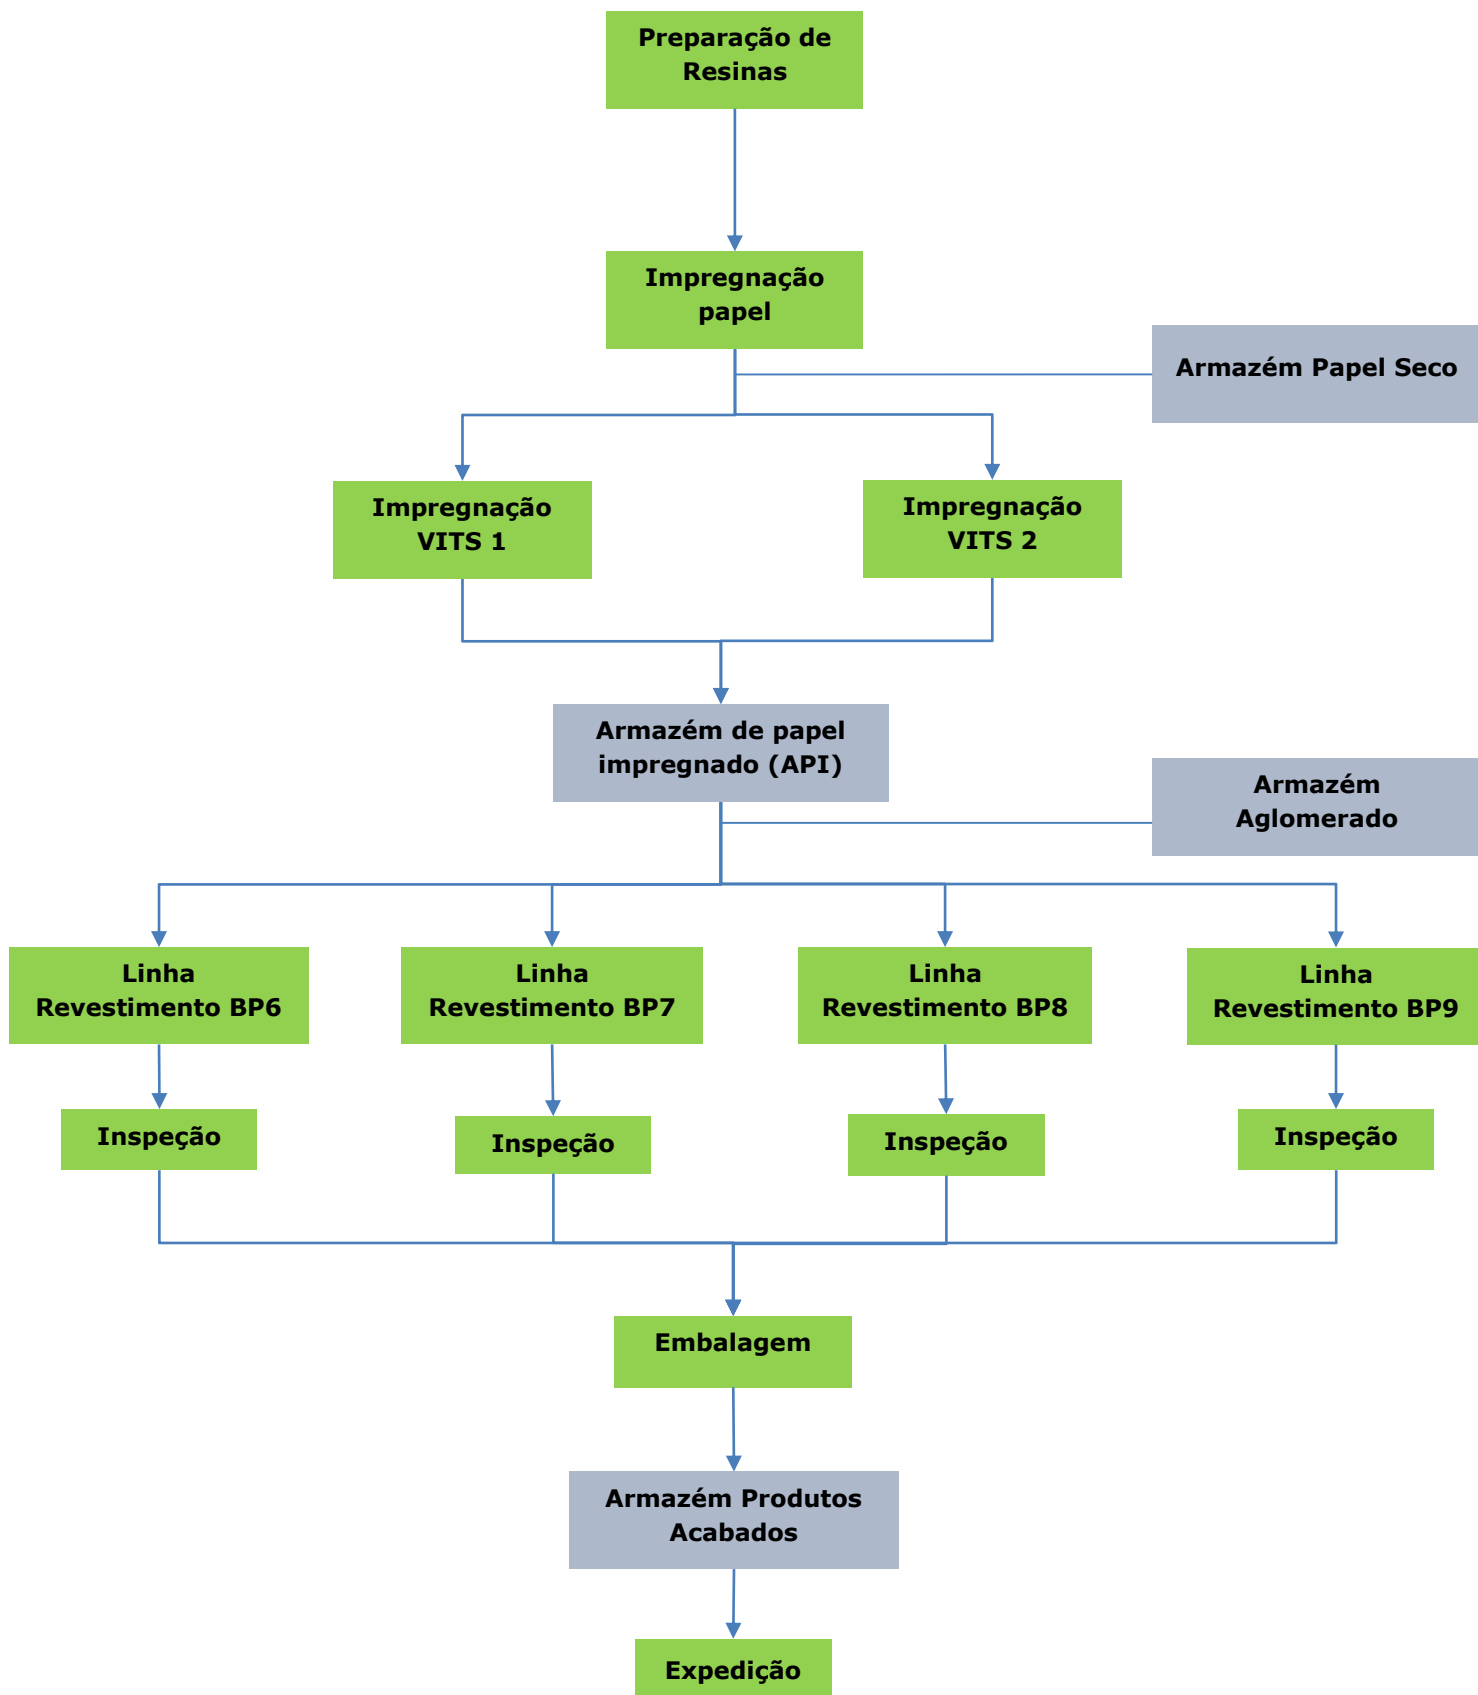 Preparação de
Resinas
Impregnação
papel
Armazém Papel Seco
Impregnação
VITS 1
Impregnação
VITS 2
Armazém de papel
impregnado (API)
Armazém
Aglomerado
Linha
Revestimento BP6
Linha
Revestimento BP7
Linha
Revestimento BP8
Linha
Revestimento BP9
Inspeção
Inspeção
Inspeção
Inspeção
Embalagem
Armazém Produtos
Acabados
Expedição